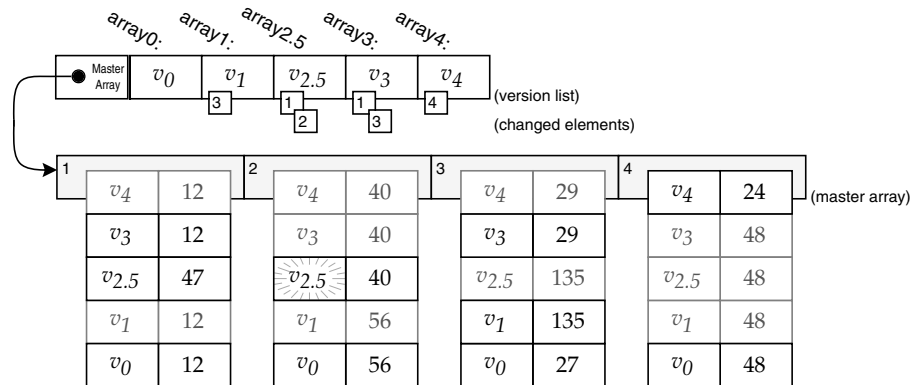 array0: array1: array2.5 array3: array4:
Master Array v0 v1 v2.5 v3 v4
(version list)
3 1 1 4
2 3
(changed elements)
1 2 3 4
v4 12 v4 40 v4 29 v4 24
(master array)
v3 12 v3 40 v3 29 v3 48
v2.5 47 v2.5 40 v2.5 135 v2.5 48
v1 12 v1 56 v1 135 v1 48
v0 12 v0 56 v0 27 v0 48